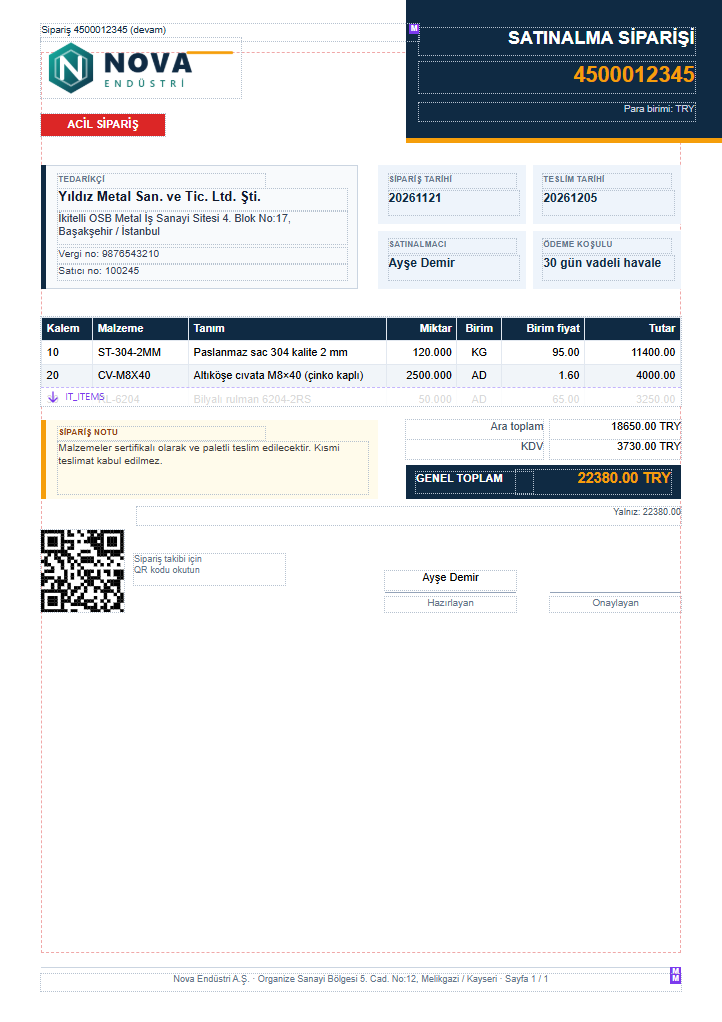 Sipariş 4500012345 (devam)
M
NOVA
ENDÜSTRİ
SATINALMA SİPARİŞİ
4500012345
Para birimi: TRY
ACİL SİPARİŞ
TEDARİKÇİ
Yıldız Metal San. ve Tic. Ltd. Şti.
İkitelli OSB Metal İş Sanayi Sitesi 4. Blok No:17,
Başakşehir / İstanbul
Vergi no: 9876543210
Satıcı no: 100245
SİPARİŞ TARİHİ
20261121
TESLİM TARİHİ
20261205
SATINALMACI
Ayşe Demir
ÖDEME KOŞULU
30 gün vadeli havale
Kalem Malzeme Tanım Miktar Birim Birim fiyat Tutar
10 ST-304-2MM Paslanmaz sac 304 kalite 2 mm 120.000 KG 95.00 11400.00
20 CV-M8X40 Altıköşe cıvata M8×40 (çinko kaplı) 2500.000 AD 1.60 4000.00
IT_ITEMS -6204 Bilyalı rulman 6204-2RS 50.000 AD 65.00 3250.00
SİPARİŞ NOTU
Malzemeler sertifikalı olarak ve paletli teslim edilecektir. Kısmi
teslimat kabul edilmez.
Ara toplam 18650.00 TRY
KDV 3730.00 TRY
GENEL TOPLAM 22380.00 TRY
Yalnız: 22380.00
Sipariş takibi için
QR kodu okutun
Ayşe Demir
Hazırlayan
Onaylayan
Nova Endüstri A.Ş. · Organize Sanayi Bölgesi 5. Cad. No:12, Melikgazi / Kayseri · Sayfa 1 / 1
M
M